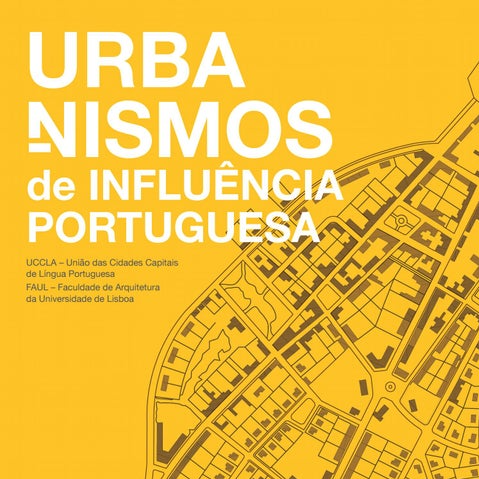 URBA
NISMOS
de INFLUÊNCIA
PORTUGUESA
UCCLA – União das Cidades Capitais
de Língua Portuguesa
FAUL – Faculdade de Arquitetura
da Universidade de Lisboa